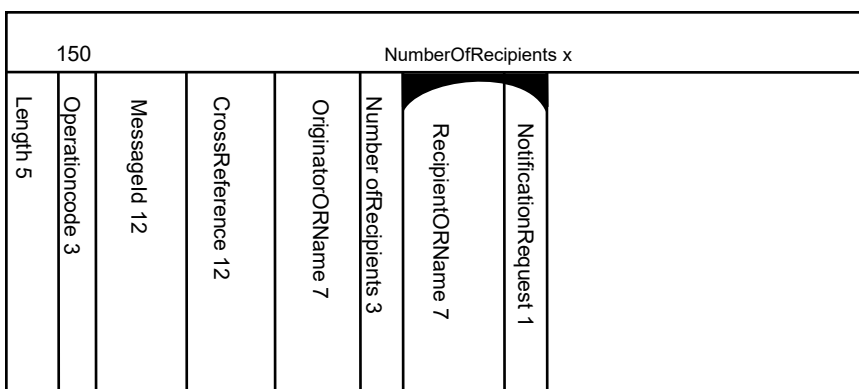 150
NumberOfRecipients x
Length 5
Operationcode 3
MessageId 12
CrossReference 12
OriginatorORName 7
Number ofRecipients 3
RecipientORName 7
NotificationRequest 1